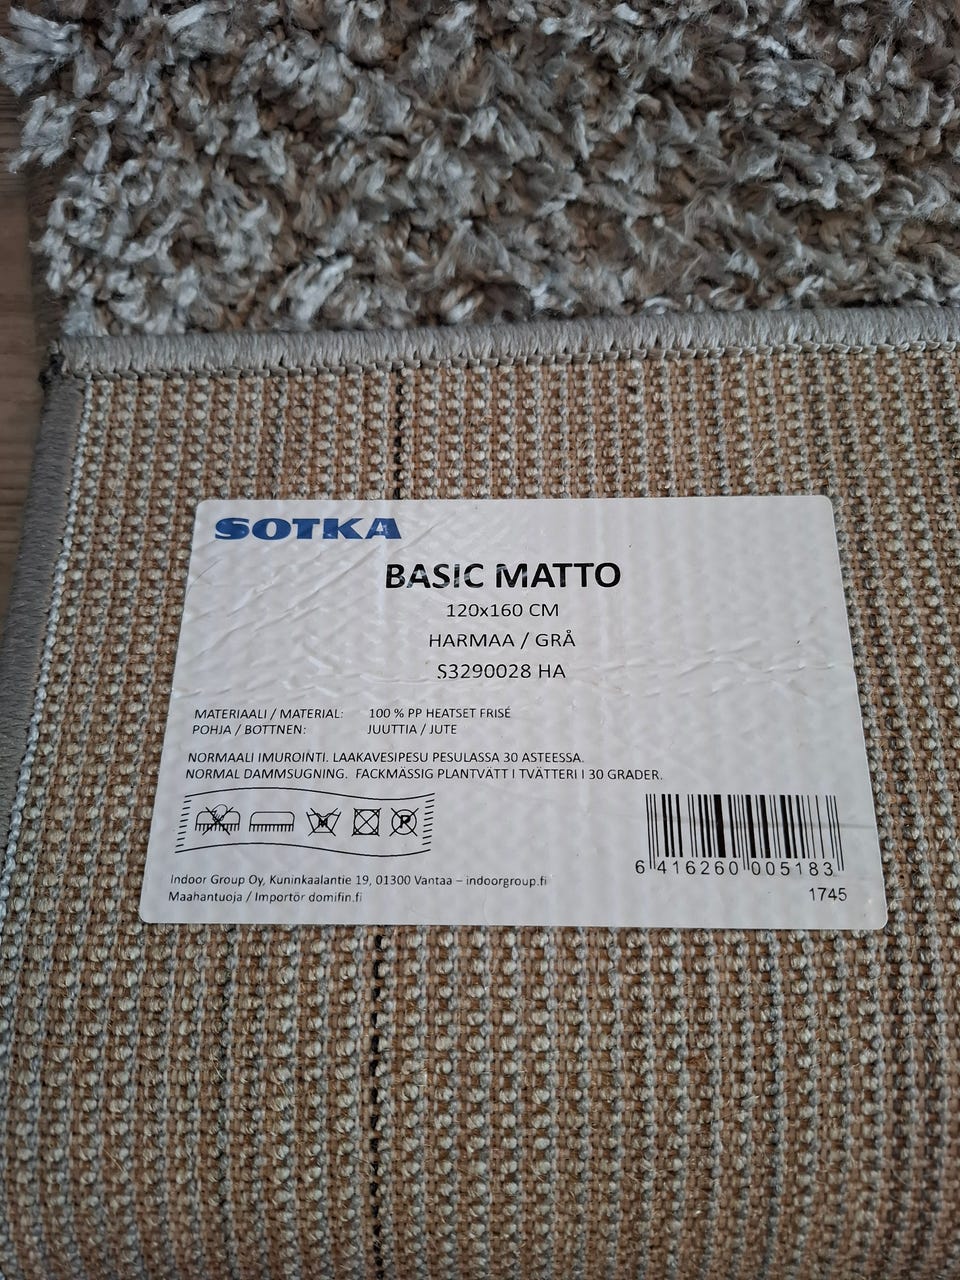 SOTKA
BASIC MATTO
120x160 CM
HARMAA / GRÅ
S3290028 HA
MATERIAALI / MATERIAL: 100 % PP HEATSET FRISÉ
POHJA / BOTTNEN: JUUTTIA / JUTE
NORMAALI IMUROINTI. LAAKAVESIPESU PESULASSA 30 ASTEESSA.
NORMAL DAMMSUGNING. FACKMÄSSIG PLANTVÄTT I TVÄTTERI I 30 GRADER.
P
6 416260 005183
Indoor Group Oy, Kuninkaalantie 19, 01300 Vantaa – indoorgroup.fi
Maahantuoja / Importör domifin.fi
1745